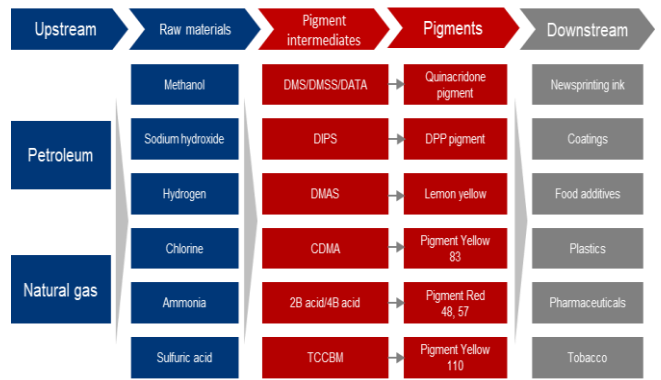 Upstream
Raw materials
Pigment
intermediates
Pigments
Downstream
Methanol
DMS/DMSS/DATA
Quinacridone
pigment
Newsprinting ink
Petroleum
Sodium hydroxide
DIPS
DPP pigment
Coatings
Hydrogen
DMAS
Lemon yellow
Food additives
Natural gas
Chlorine
CDMA
Pigment Yellow
83
Plastics
Ammonia
2B acid/4B acid
Pigment Red
48, 57
Pharmaceuticals
Sulfuric acid
TCCBM
Pigment Yellow
110
Tobacco